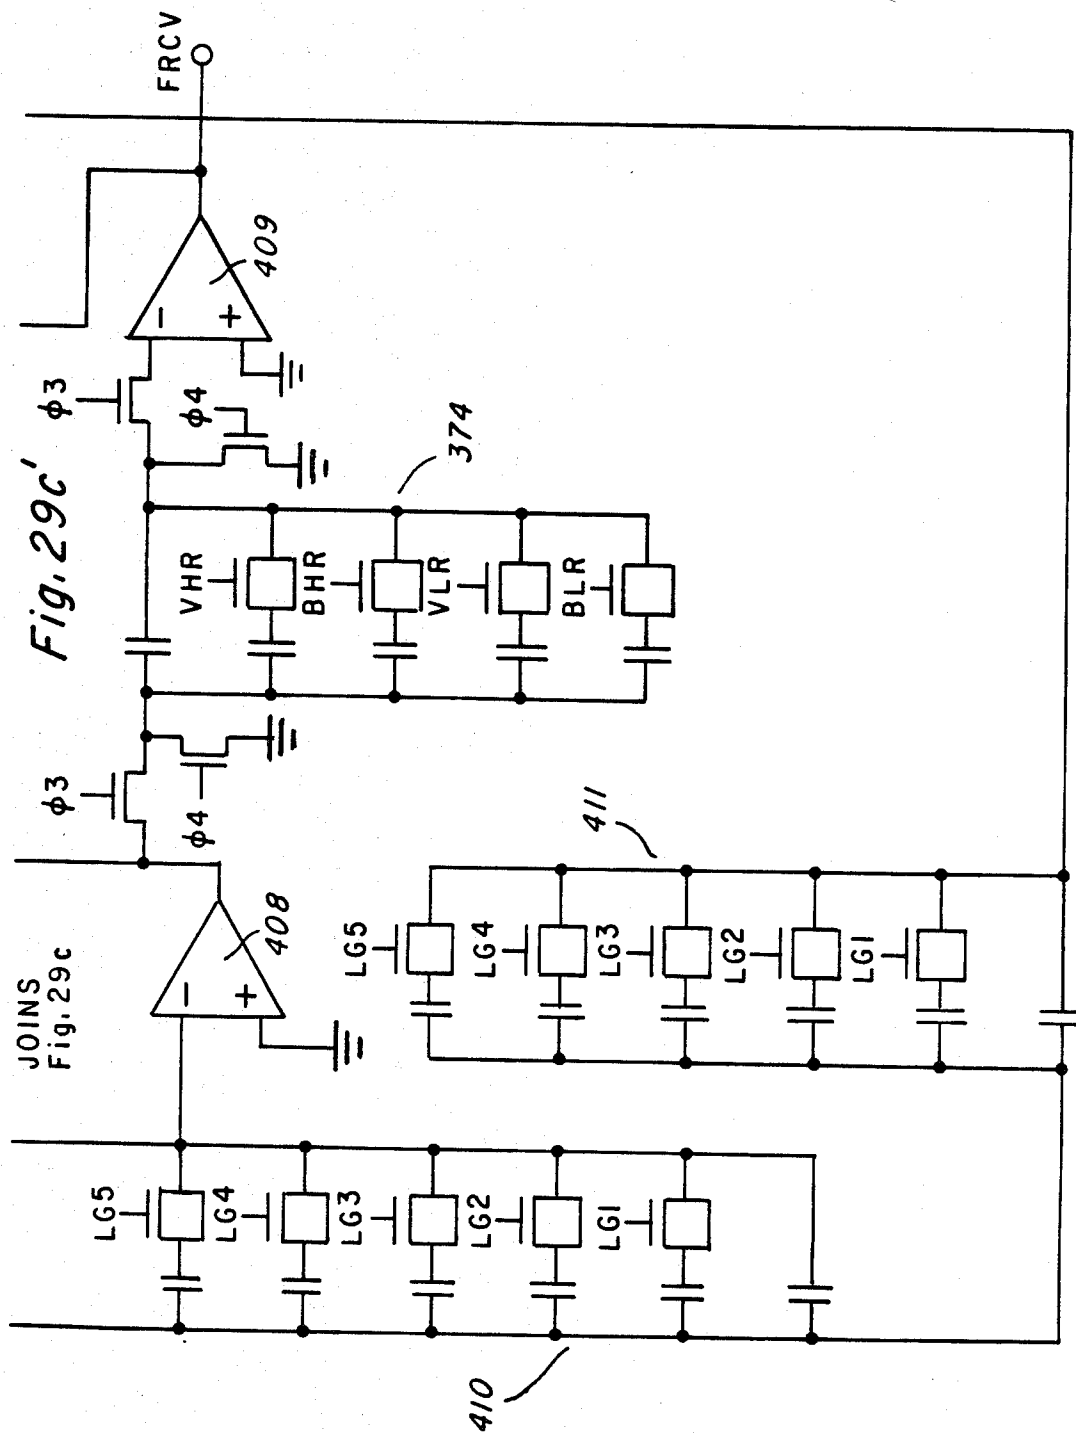 Fig. 29c'
JOINS
Fig. 29c
FRCV
409
ϕ3
ϕ4
374
VHR
BHR
VLR
BLR
ϕ3
ϕ4
408
−
+
−
+
411
LG5
LG4
LG3
LG2
LG1
LG5
LG4
LG3
LG2
LG1
410